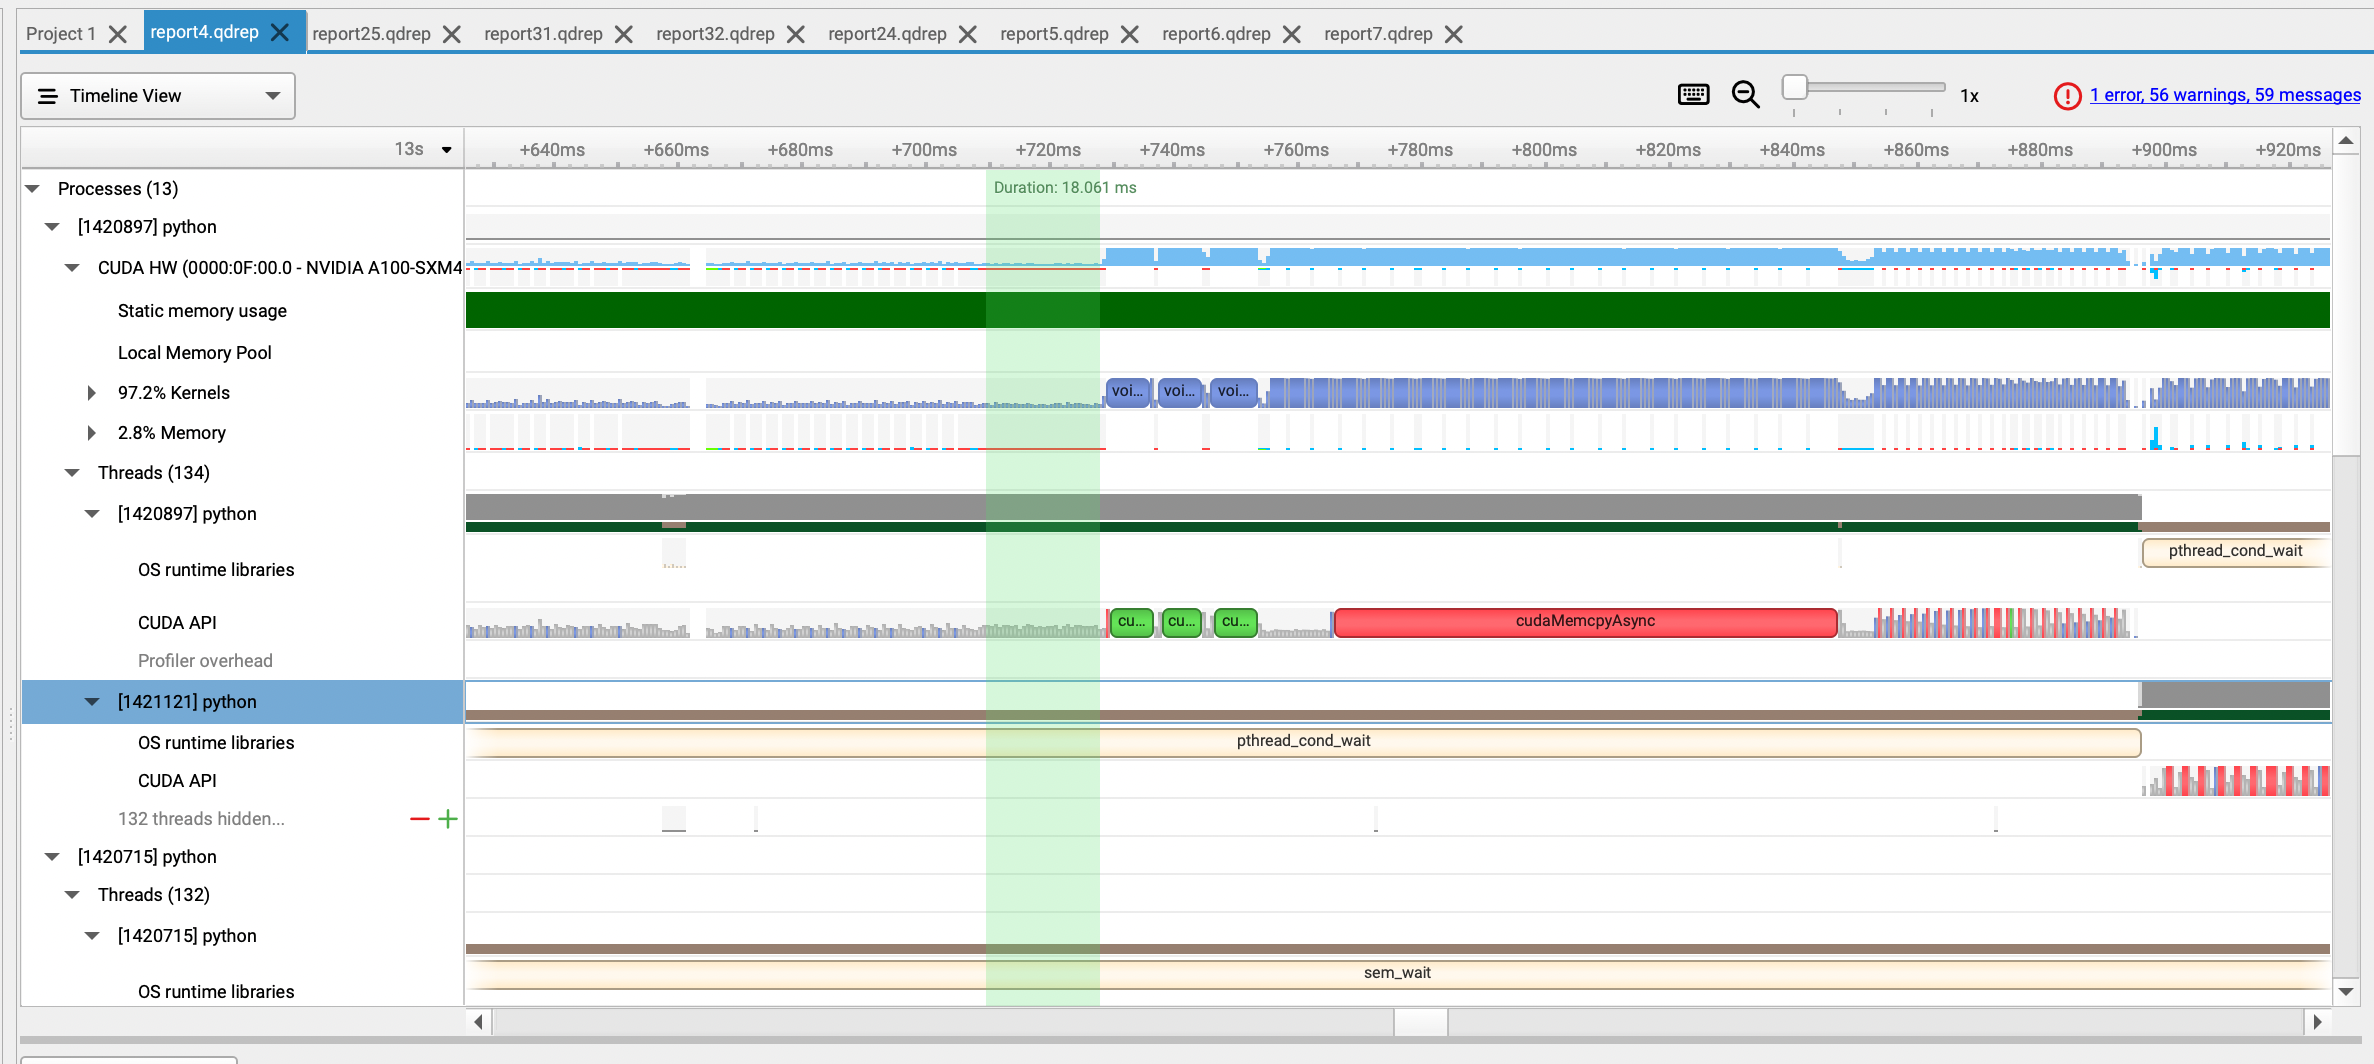 Project 1 report4.qdrep report25.qdrep report31.qdrep report32.qdrep report24.qdrep report5.qdrep report6.qdrep report7.qdrep
Timeline View 1x 1 error, 56 warnings, 59 messages
13s +640ms +660ms +680ms +700ms +720ms +740ms +760ms +780ms +800ms +820ms +840ms +860ms +880ms +900ms +920ms
Processes (13) Duration: 18.061 ms
[1420897] python
CUDA HW (0000:0F:00.0 - NVIDIA A100-SXM4
Static memory usage
Local Memory Pool
97.2% Kernels voi... voi... voi...
2.8% Memory
Threads (134)
[1420897] python
pthread_cond_wait
OS runtime libraries
CUDA API cu... cu... cu... cudaMemcpyAsync
Profiler overhead
[1421121] python
OS runtime libraries pthread_cond_wait
CUDA API
132 threads hidden...
[1420715] python
Threads (132)
[1420715] python
sem_wait
OS runtime libraries